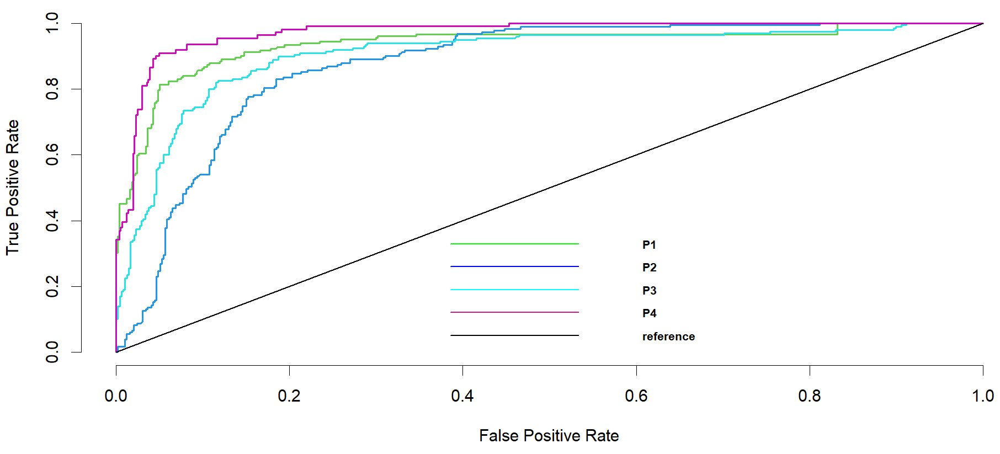 True Positive Rate
1.0
0.8
0.6
0.4
0.2
0.0
P1
P2
P3
P4
reference
0.0 0.2 0.4 0.6 0.8 1.0
False Positive Rate